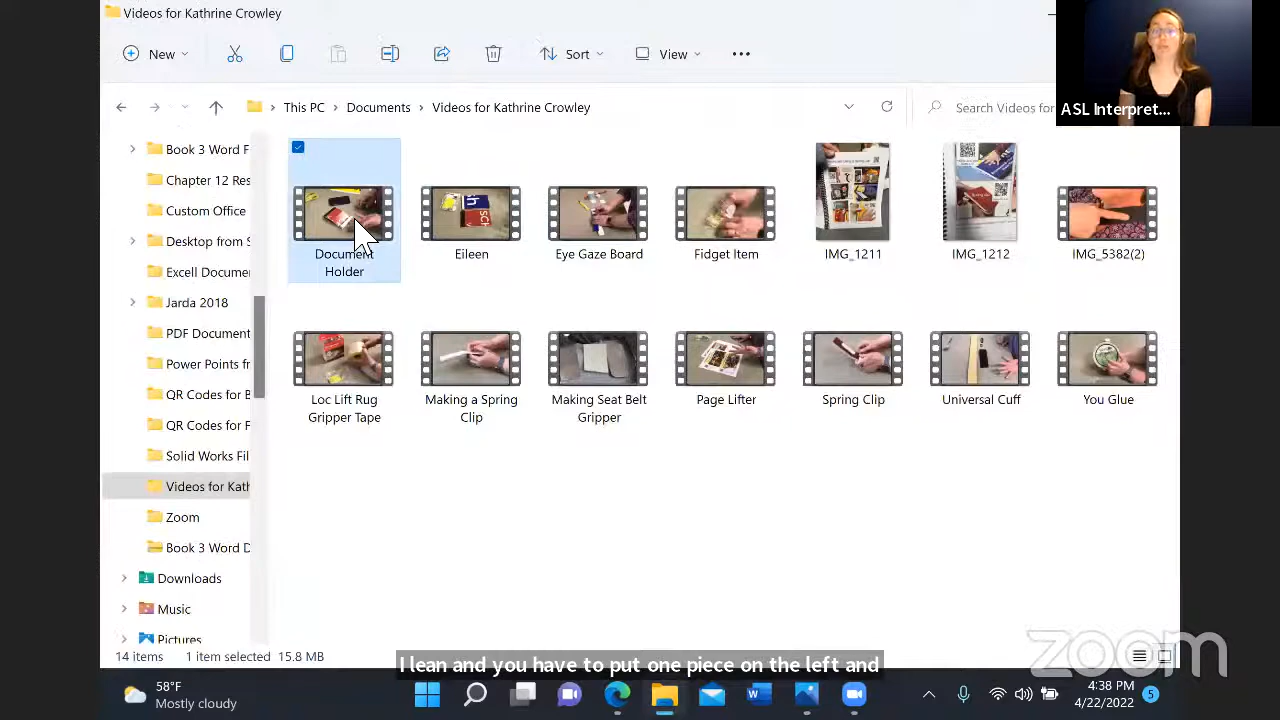 Videos for Kathrine Crowley
New
Sort
View
This PC > Documents > Videos for Kathrine Crowley
Search Videos for
ASL Interpret...
Book 3 Word F
Chapter 12 Res
Custom Office
Desktop from S
Excell Documen
Jarda 2018
PDF Document
Power Points fr
QR Codes for B
QR Codes for F
Solid Works Fil
Videos for Kath
Zoom
Book 3 Word D
Downloads
Music
Pictures
Document Holder
Eileen
Eye Gaze Board
Fidget Item
IMG_1211
IMG_1212
IMG_5382(2)
Loc Lift Rug Gripper Tape
Making a Spring Clip
Making Seat Belt Gripper
Page Lifter
Spring Clip
Universal Cuff
You Glue
14 items 1 item selected 15.8 MB
I lean and you have to put one piece on the left and
zoom
58°F
Mostly cloudy
4:38 PM
4/22/2022
5